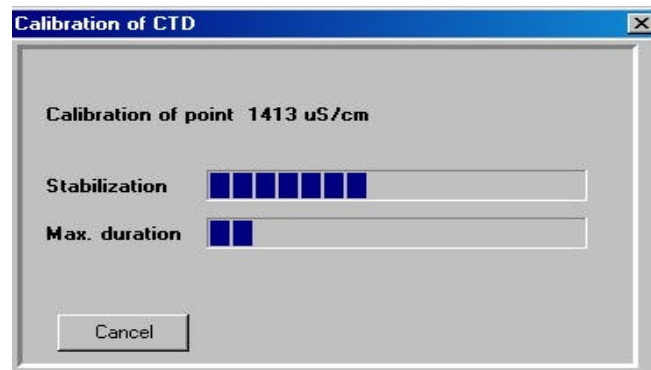 Calibration of CTD
Calibration of point 1413 uS/cm
Stabilization
Max. duration
Cancel